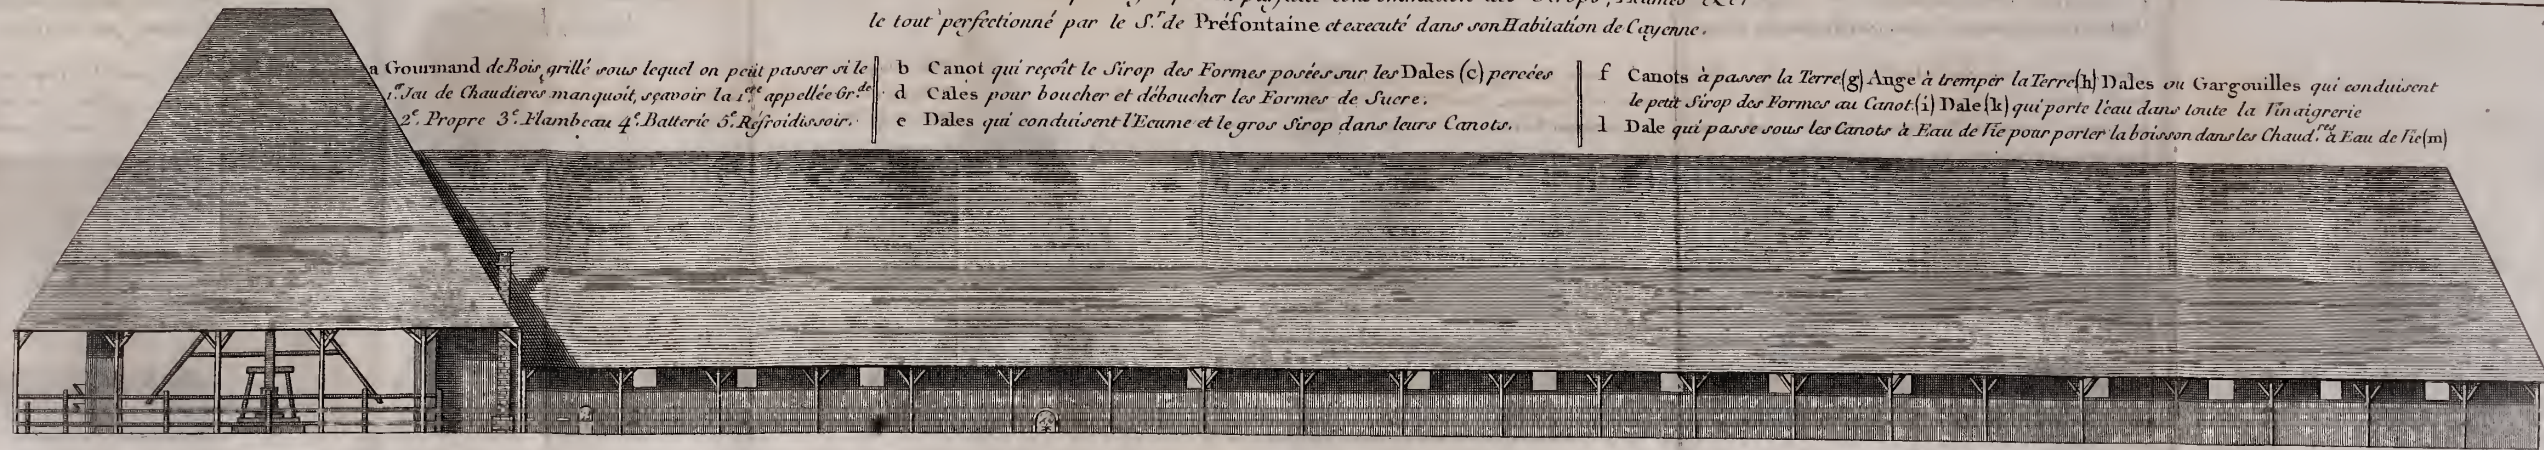 le tout perfectionné par le S.r de Préfontaine et executé dans son Habitation de Cayenne.
a Gourmand de Bois grillé sous lequel on peut passer si le
1.er Jau de Chaudieres manquoit, sçavoir la 1.ere appellée Gr.de
2.e Propre 3.e Flambeau 4.e Batterie 5.e Refroidissoir.
b Canot qui reçoît le Sirop des Formes posées sur les Dales (c) percées
d Cales pour boucher et déboucher les Formes de Sucre.
e Dales qui conduisent l'Ecume et le gros Sirop dans leurs Canots.
f Canots à passer la Terre (g) Auge à tremper la Terre (h) Dales ou Gargouilles qui conduisent
le petit Sirop des Formes au Canot (i) Dale (k) qui porte l'eau dans toute la Vinaigrerie
l Dale qui passe sous les Canots à Eau de Vie pour porter la boisson dans les Chaud.res à Eau de Vie (m)